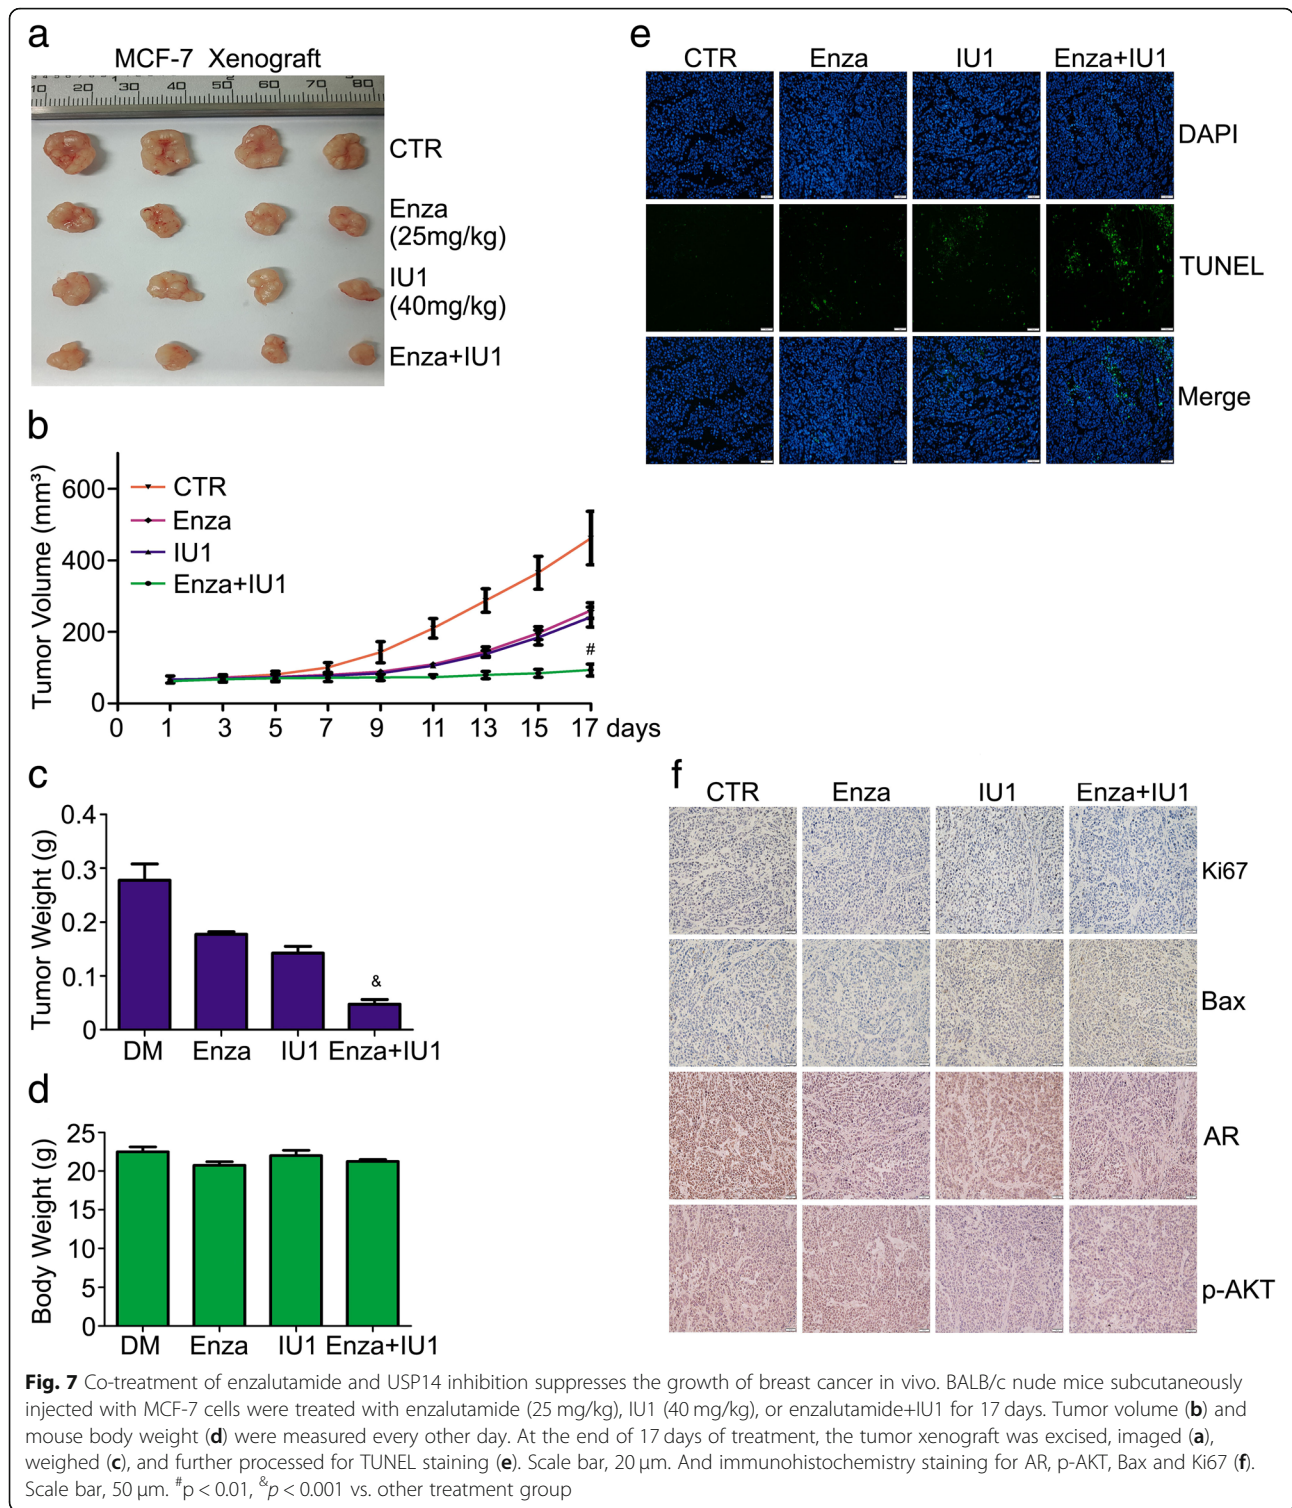 a
MCF-7 Xenograft
10 20 30 40 50 60 70 80
CTR
Enza
(25mg/kg)
IU1
(40mg/kg)
Enza+IU1
b
Tumor Volume (mm³)
600
400
200
0
CTR
Enza
IU1
Enza+IU1
#
0 1 3 5 7 9 11 13 15 17 days
c
Tumor Weight (g)
0.4
0.3
0.2
0.1
0
&
DM Enza IU1 Enza+IU1
d
Body Weight (g)
25
20
15
10
5
0
DM Enza IU1 Enza+IU1
e
CTR Enza IU1 Enza+IU1
DAPI
TUNEL
Merge
f
CTR Enza IU1 Enza+IU1
Ki67
Bax
AR
p-AKT
Fig. 7 Co-treatment of enzalutamide and USP14 inhibition suppresses the growth of breast cancer in vivo. BALB/c nude mice subcutaneously
injected with MCF-7 cells were treated with enzalutamide (25 mg/kg), IU1 (40 mg/kg), or enzalutamide+IU1 for 17 days. Tumor volume (b) and
mouse body weight (d) were measured every other day. At the end of 17 days of treatment, the tumor xenograft was excised, imaged (a),
weighed (c), and further processed for TUNEL staining (e). Scale bar, 20 μm. And immunohistochemistry staining for AR, p-AKT, Bax and Ki67 (f).
Scale bar, 50 μm. #p < 0.01, &p < 0.001 vs. other treatment group